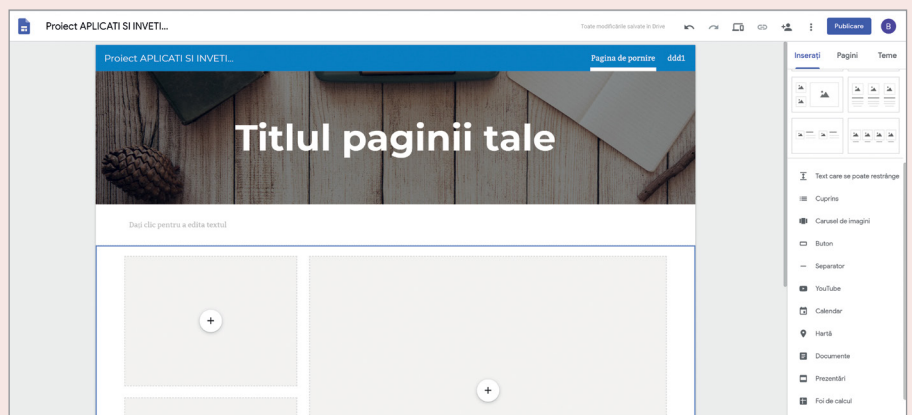 Proiect APLICATI SI INVETI...
Toate modificările salvate în Drive
Publicare
B
Proiect APLICATI SI INVETI...
Pagina de pornire
ddd1
Titlul paginii tale
Dați clic pentru a edita textul
Inserați
Pagini
Teme
Text care se poate restrânge
Cuprins
Carusel de imagini
Buton
Separator
YouTube
Calendar
Hartă
Documente
Prezentări
Foi de calcul